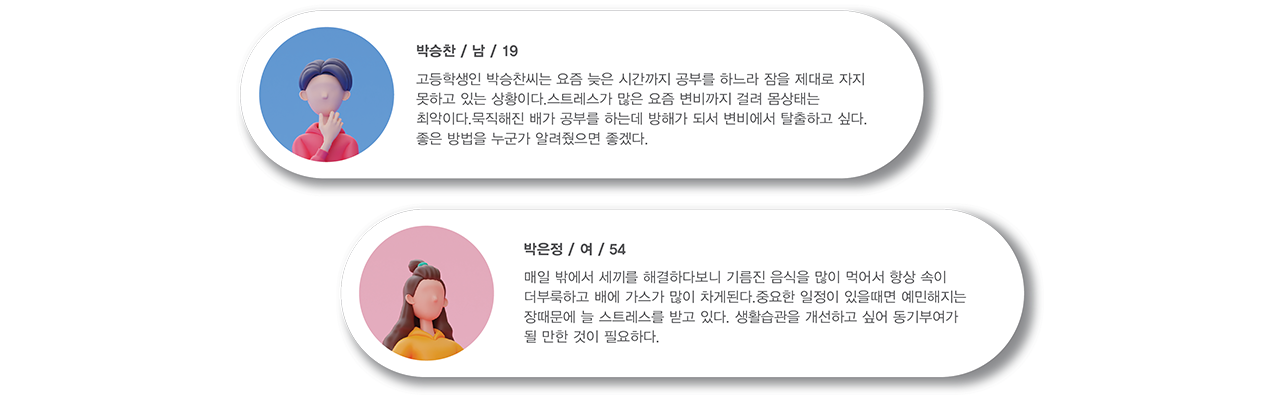 박승찬 / 남 / 19
고등학생인 박승찬씨는 요즘 늦은 시간까지 공부를 하느라 잠을 제대로 자지
못하고 있는 상황이다.스트레스가 많은 요즘 변비까지 걸려 몸상태는
최악이다.묵직해진 배가 공부를 하는데 방해가 되서 변비에서 탈출하고 싶다.
좋은 방법을 누군가 알려줬으면 좋겠다.
박은정 / 여 / 54
매일 밖에서 세끼를 해결하다보니 기름진 음식을 많이 먹어서 항상 속이
더부룩하고 배에 가스가 많이 차게된다.중요한 일정이 있을때면 예민해지는
장때문에 늘 스트레스를 받고 있다. 생활습관을 개선하고 싶어 동기부여가
될 만한 것이 필요하다.